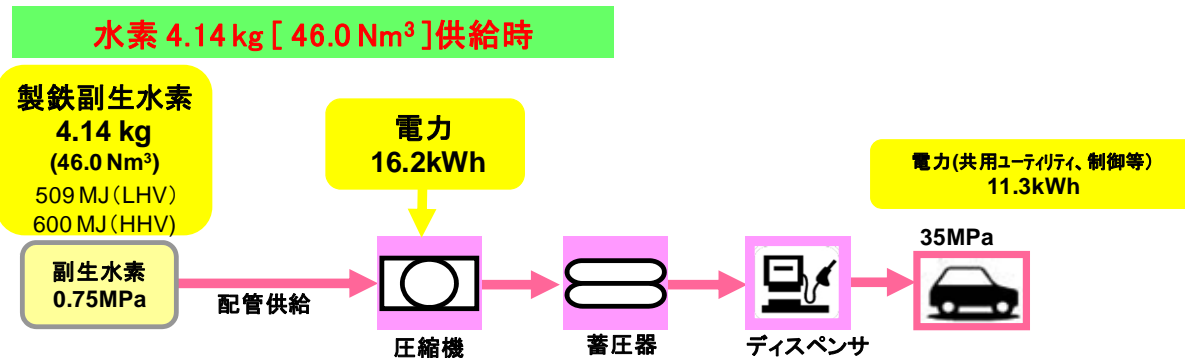 水素 4.14 kg [ 46.0 Nm³ ]供給時
製鉄副生水素
4.14 kg
(46.0 Nm³)
509 MJ（LHV）
600 MJ（HHV)
電力
16.2kWh
電力(共用ユーティリティ、制御等）
11.3kWh
副生水素
0.75MPa
配管供給
圧縮機
蓄圧器
ディスペンサ
35MPa